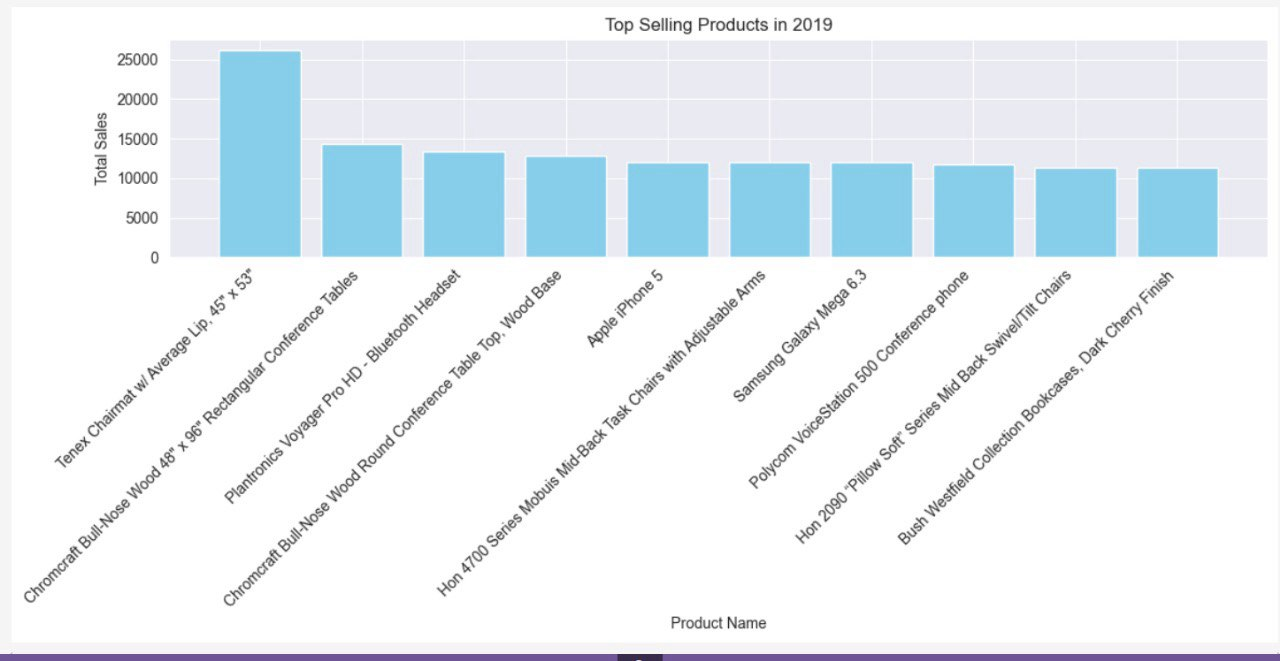 Top Selling Products in 2019
Total Sales
25000
20000
15000
10000
5000
0
Tenex Chairmat w/ Average Lip, 45" x 53"
Chromcraft Bull-Nose Wood 48" x 96" Rectangular Conference Tables
Plantronics Voyager Pro HD - Bluetooth Headset
Chromcraft Bull-Nose Wood Round Conference Table Top, Wood Base
Apple iPhone 5
Hon 4700 Series Mobuis Mid-Back Task Chairs with Adjustable Arms
Samsung Galaxy Mega 6.3
Polycom VoiceStation 500 Conference phone
Hon 2090 “Pillow Soft” Series Mid Back Swivel/Tilt Chairs
Bush Westfield Collection Bookcases, Dark Cherry Finish
Product Name